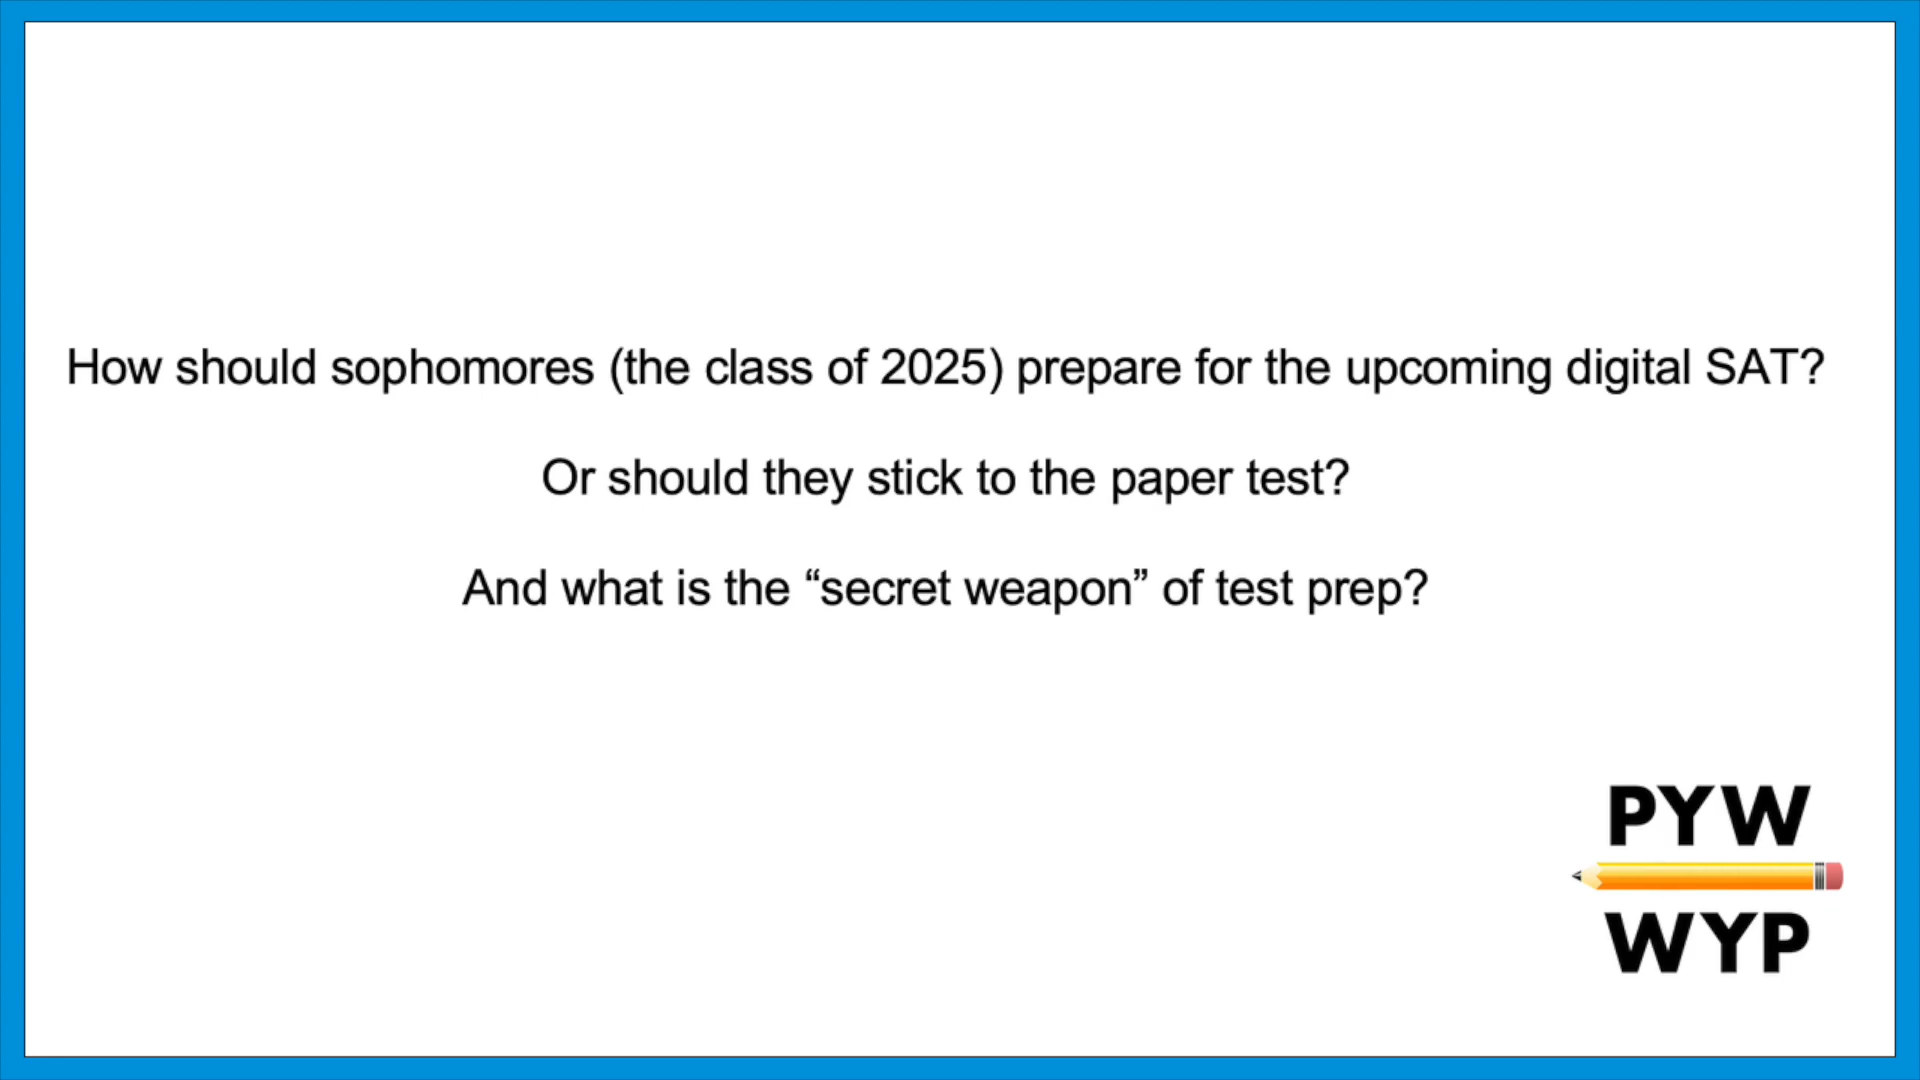 How should sophomores (the class of 2025) prepare for the upcoming digital SAT?
Or should they stick to the paper test?
And what is the “secret weapon” of test prep?
PYW
WYP